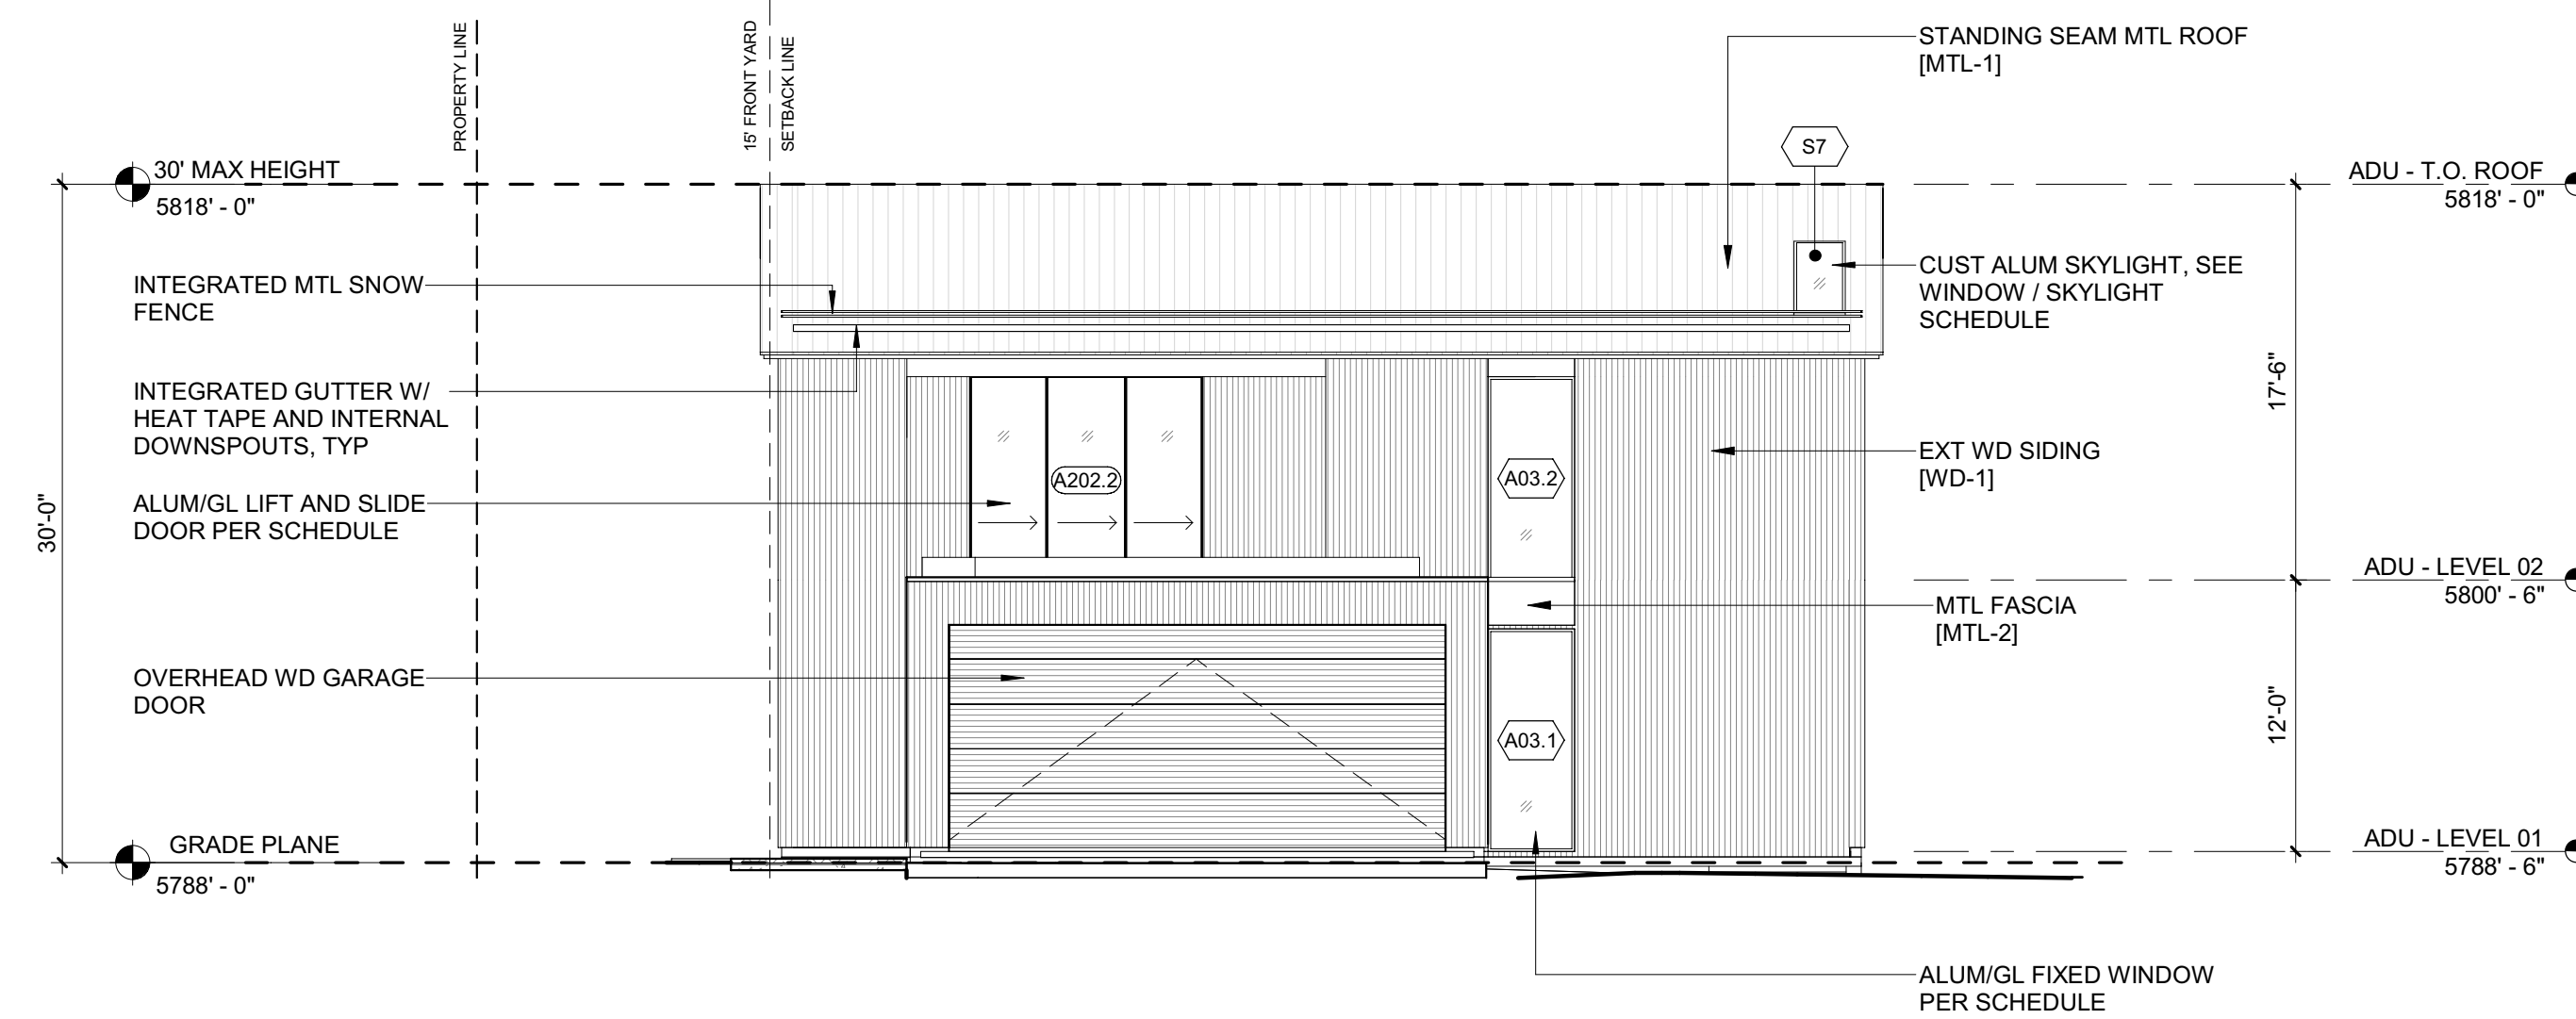 PROPERTY LINE
15' FRONT YARD
SETBACK LINE
STANDING SEAM MTL ROOF
[MTL-1]
S7
30' MAX HEIGHT
5818' - 0"
ADU - T.O. ROOF
5818' - 0"
INTEGRATED MTL SNOW
FENCE
CUST ALUM SKYLIGHT, SEE
WINDOW / SKYLIGHT
SCHEDULE
INTEGRATED GUTTER W/
HEAT TAPE AND INTERNAL
DOWNSPOUTS, TYP
17'-6"
EXT WD SIDING
[WD-1]
A202.2
A03.2
ALUM/GL LIFT AND SLIDE
DOOR PER SCHEDULE
30'-0"
ADU - LEVEL 02
5800' - 6"
MTL FASCIA
[MTL-2]
OVERHEAD WD GARAGE
DOOR
12'-0"
A03.1
GRADE PLANE
5788' - 0"
ADU - LEVEL 01
5788' - 6"
ALUM/GL FIXED WINDOW
PER SCHEDULE